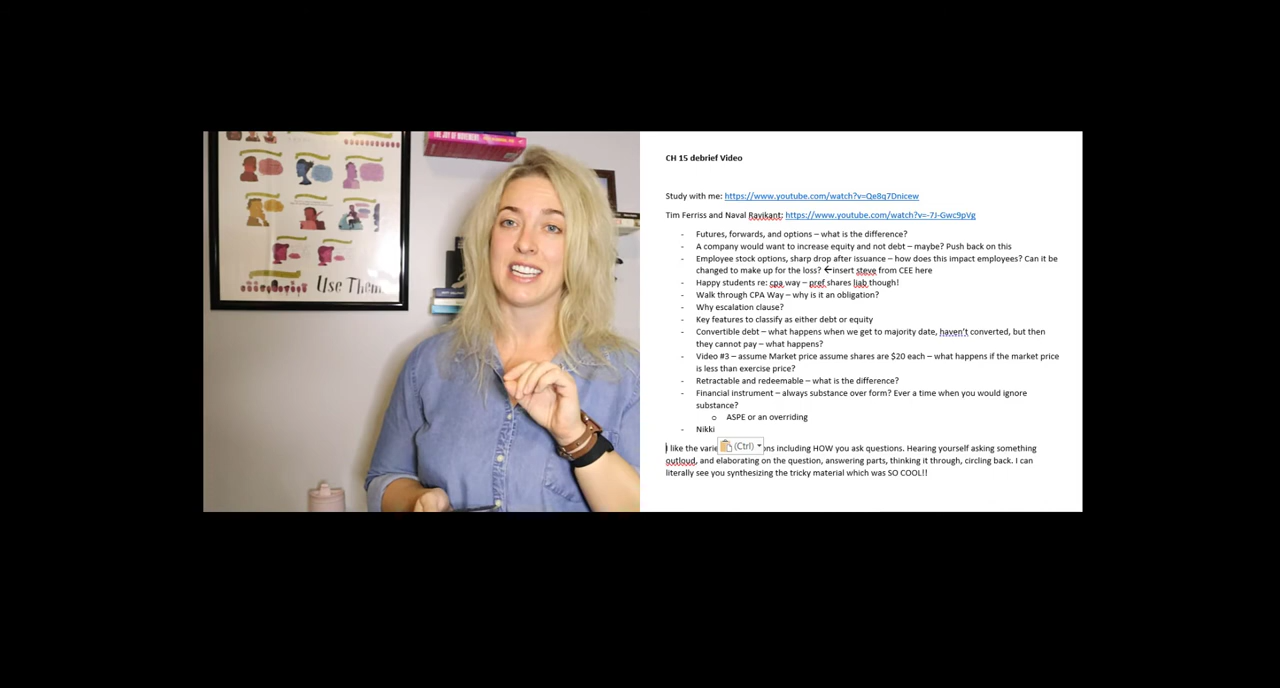 Use Them
THE JOY OF MOVEMENT
CH 15 debrief Video
Study with me: https://www.youtube.com/watch?v=Qe8q7Dnicew
Tim Ferriss and Naval Ravikant: https://www.youtube.com/watch?v=-7J-Gwc9pVg
- Futures, forwards, and options – what is the difference?
- A company would want to increase equity and not debt – maybe? Push back on this
- Employee stock options, sharp drop after issuance – how does this impact employees? Can it be
changed to make up for the loss? ←insert steve from CEE here
- Happy students re: cpa way – pref shares liab though!
- Walk through CPA Way – why is it an obligation?
- Why escalation clause?
- Key features to classify as either debt or equity
- Convertible debt – what happens when we get to majority date, haven't converted, but then
they cannot pay – what happens?
- Video #3 – assume Market price assume shares are $20 each – what happens if the market price
is less than exercise price?
- Retractable and redeemable – what is the difference?
- Financial instrument – always substance over form? Ever a time when you would ignore
substance?
o ASPE or an overriding
- Nikki
(Ctrl)
I like the varie ns including HOW you ask questions. Hearing yourself asking something
outloud, and elaborating on the question, answering parts, thinking it through, circling back. I can
literally see you synthesizing the tricky material which was SO COOL!!